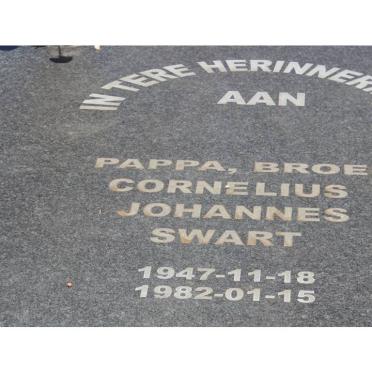 IN TERE HERINNER
AAN
PAPPA, BROE
CORNELIUS
JOHANNES
SWART
1947-11-18
1982-01-15